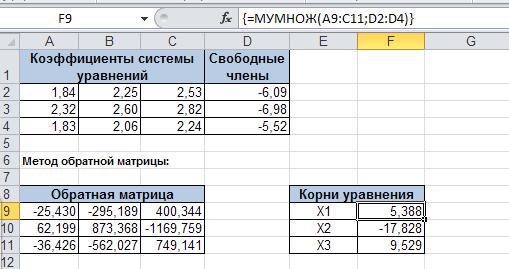 F9 fx {=МУМНОЖ(A9:C11;D2:D4)}
A B C D E F G
1 Коэффициенты системы уравнений Свободные члены
2 1,84 2,25 2,53 -6,09
3 2,32 2,60 2,82 -6,98
4 1,83 2,06 2,24 -5,52
5
6 Метод обратной матрицы:
7
8 Обратная матрица Корни уравнения
9 -25,430 -295,189 400,344 X1 5,388
10 62,199 873,368 -1169,759 X2 -17,828
11 -36,426 -562,027 749,141 X3 9,529
12